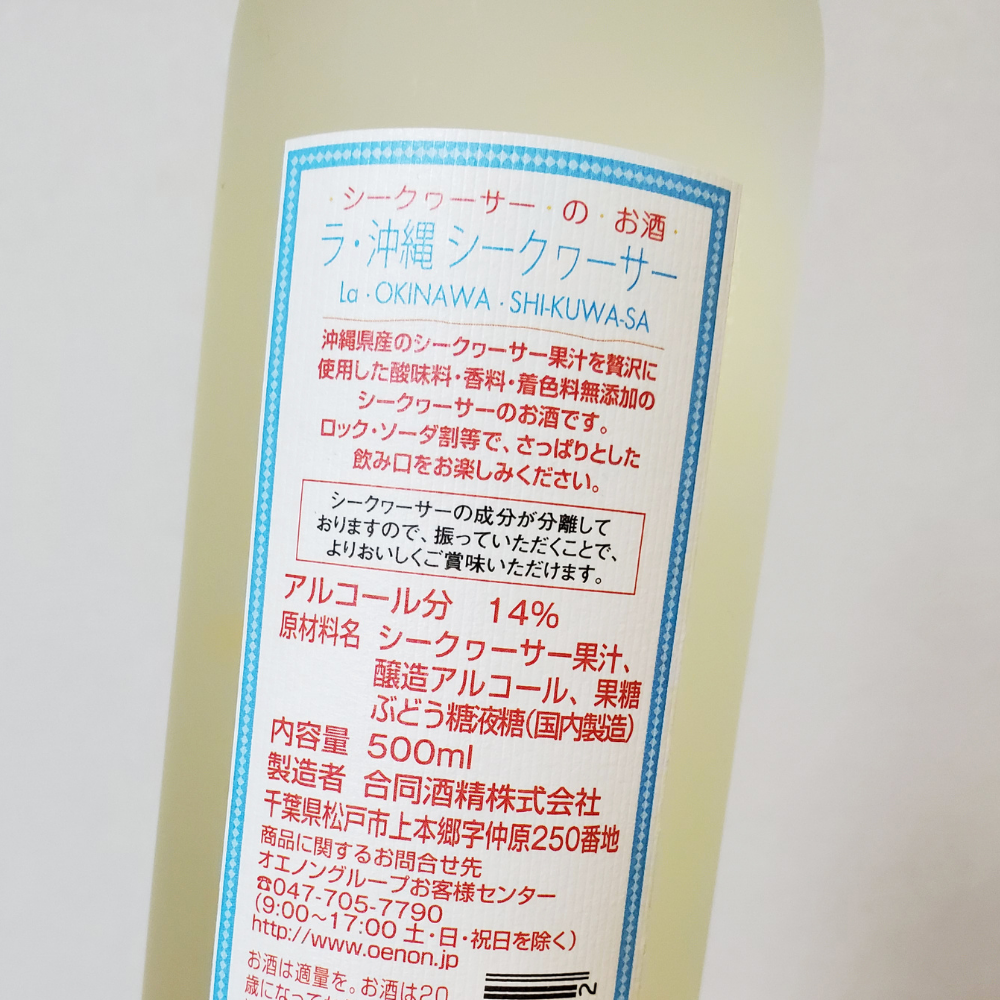 ・シークヮーサー・の・お酒・
ラ・沖縄 シークヮーサー
La・OKINAWA・SHI-KUWA-SA
沖縄県産のシークヮーサー果汁を贅沢に
使用した酸味料・香料・着色料無添加の
シークヮーサーのお酒です。
ロック・ソーダ割等で、さっぱりとした
飲み口をお楽しみください。
シークヮーサーの成分が分離して
おりますので、振っていただくことで、
よりおいしくご賞味いただけます。
アルコール分 14%
原材料名 シークヮーサー果汁、
醸造アルコール、果糖
ぶどう糖液糖(国内製造)
内容量 500ml
製造者 合同酒精株式会社
千葉県松戸市上本郷字仲原250番地
商品に関するお問合せ先
オエノングループお客様センター
☎047-705-7790
(9:00〜17:00 土・日・祝日を除く)
http://www.oenon.jp
お酒は適量を。お酒は20
歳になって
2